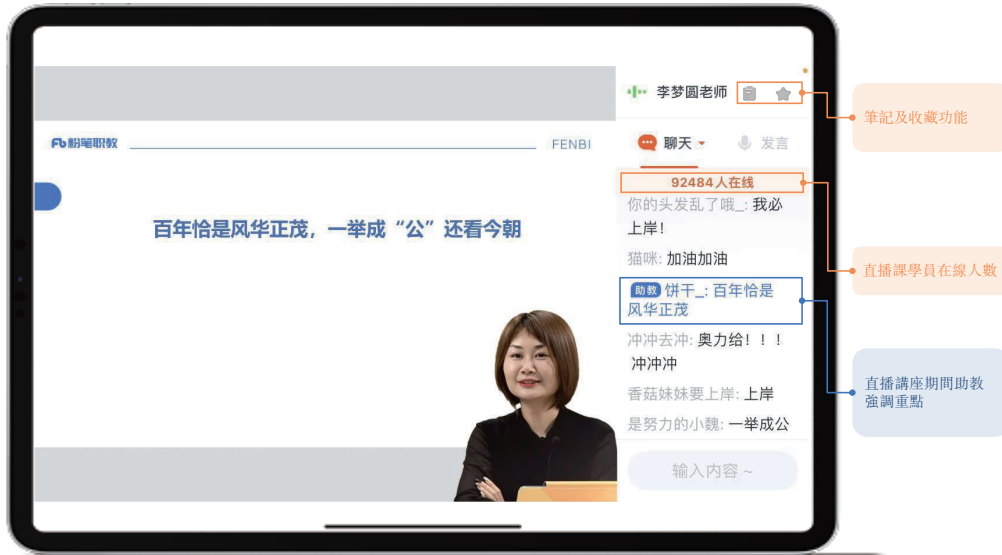 李梦圆老师
粉笔职教
FENBI
聊天
发言
92484人在线
百年恰是风华正茂，一举成“公”还看今朝
你的头发乱了哦_: 我必
上岸！
猫咪: 加油加油
助教 饼干_: 百年恰是
风华正茂
冲冲去冲: 奥力给！！！
冲冲冲
香菇妹妹要上岸: 上岸
是努力的小魏: 一举成公
输入内容 ~
筆記及收藏功能
直播課學員在線人數
直播講座期間助教
強調重點